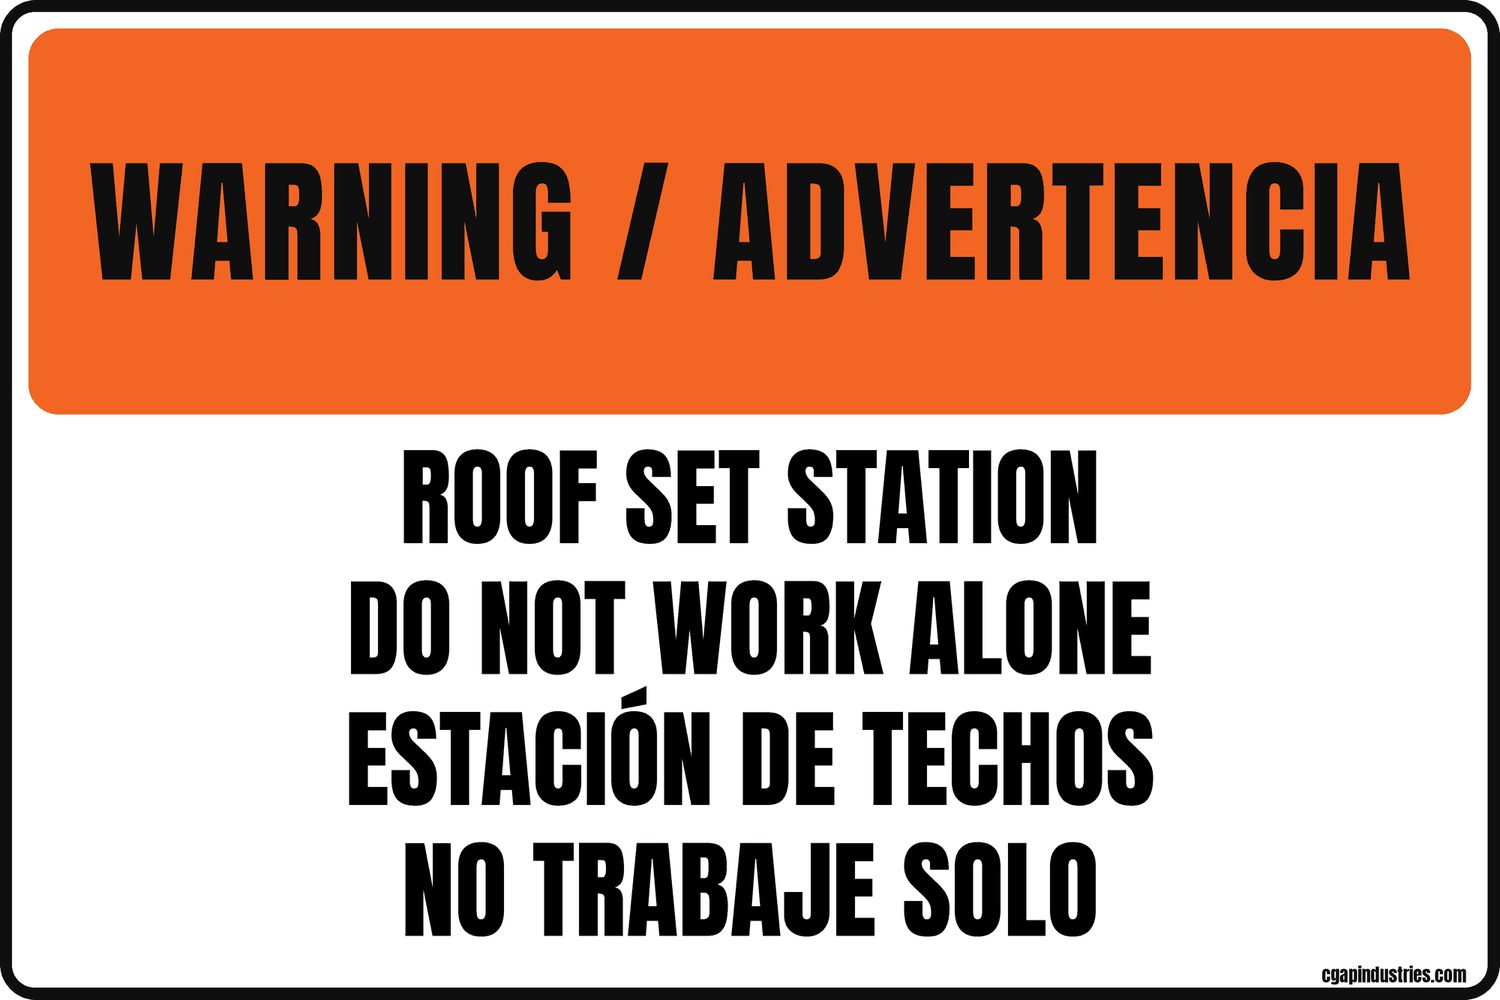 WARNING / ADVERTENCIA
ROOF SET STATION
DO NOT WORK ALONE
ESTACIÓN DE TECHOS
NO TRABAJE SOLO
cgapindustries.com